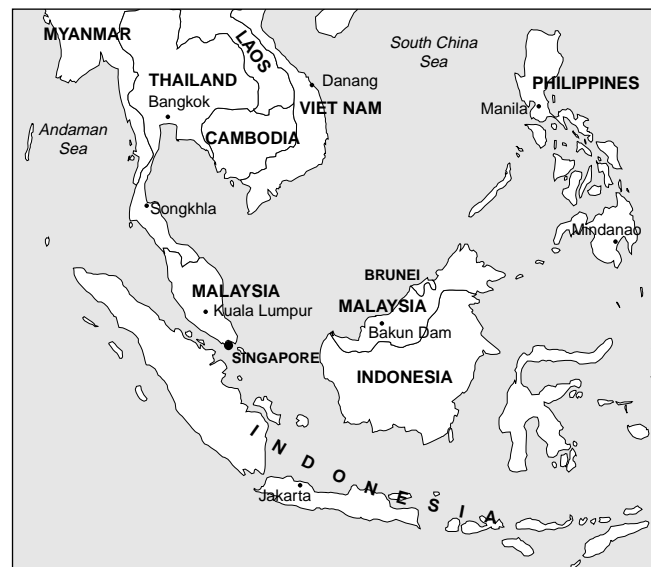 MYANMAR
LAOS
South China
Sea
THAILAND
Bangkok
Danang
PHILIPPINES
Manila
VIET NAM
Andaman
Sea
CAMBODIA
Songkhla
Mindanao
BRUNEI
MALAYSIA
Kuala Lumpur
MALAYSIA
Bakun Dam
SINGAPORE
INDONESIA
INDONESIA
Jakarta